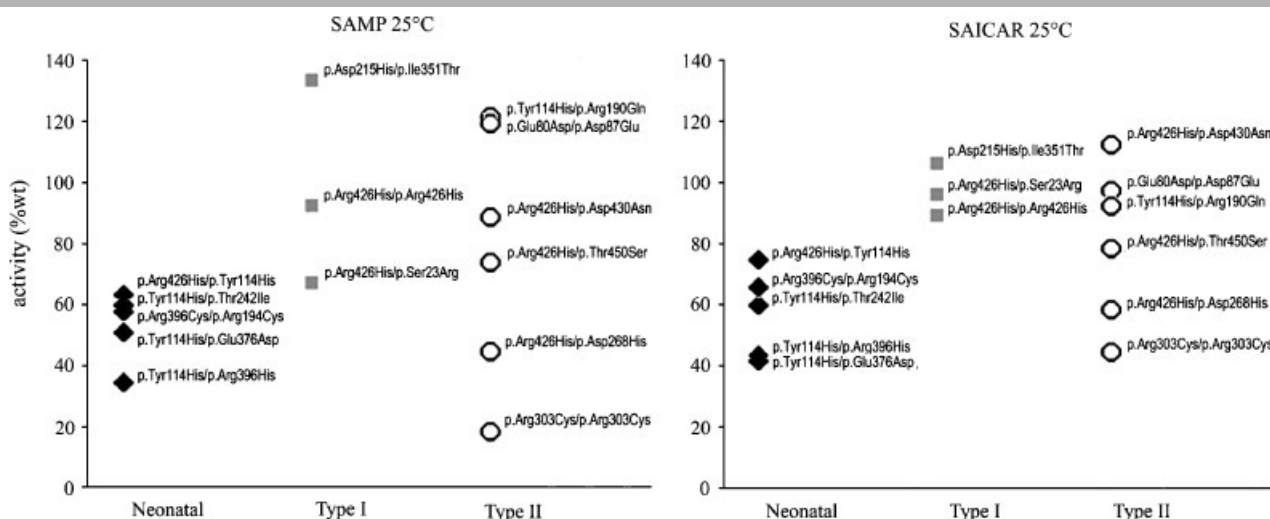 SAMP 25°C
activity (%wt)
140
120
100
80
60
40
20
0
p.Arg426His/p.Tyr114His
p.Tyr114His/p.Thr242Ile
p.Arg396Cys/p.Arg194Cys
p.Tyr114His/p.Glu376Asp
p.Tyr114His/p.Arg396His
p.Asp215His/p.Ile351Thr
p.Arg426His/p.Arg426His
p.Arg426His/p.Ser23Arg
p.Tyr114His/p.Arg190Gln
p.Glu80Asp/p.Asp87Glu
p.Arg426His/p.Asp430Asn
p.Arg426His/p.Thr450Ser
p.Arg426His/p.Asp268His
p.Arg303Cys/p.Arg303Cys
Neonatal Type I Type II
SAICAR 25°C
140
120
100
80
60
40
20
0
p.Arg426His/p.Tyr114His
p.Arg396Cys/p.Arg194Cys
p.Tyr114His/p.Thr242Ile
p.Tyr114His/p.Arg396His
p.Tyr114His/p.Glu376Asp.
p.Asp215His/p.Ile351Thr
p.Arg426His/p.Ser23Arg
p.Arg426His/p.Arg426His
p.Arg426His/p.Asp430Asn
p.Glu80Asp/p.Asp87Glu
p.Tyr114His/p.Arg190Gln
p.Arg426His/p.Thr450Ser
p.Arg426His/p.Asp268His
p.Arg303Cys/p.Arg303Cys
Neonatal Type I Type II